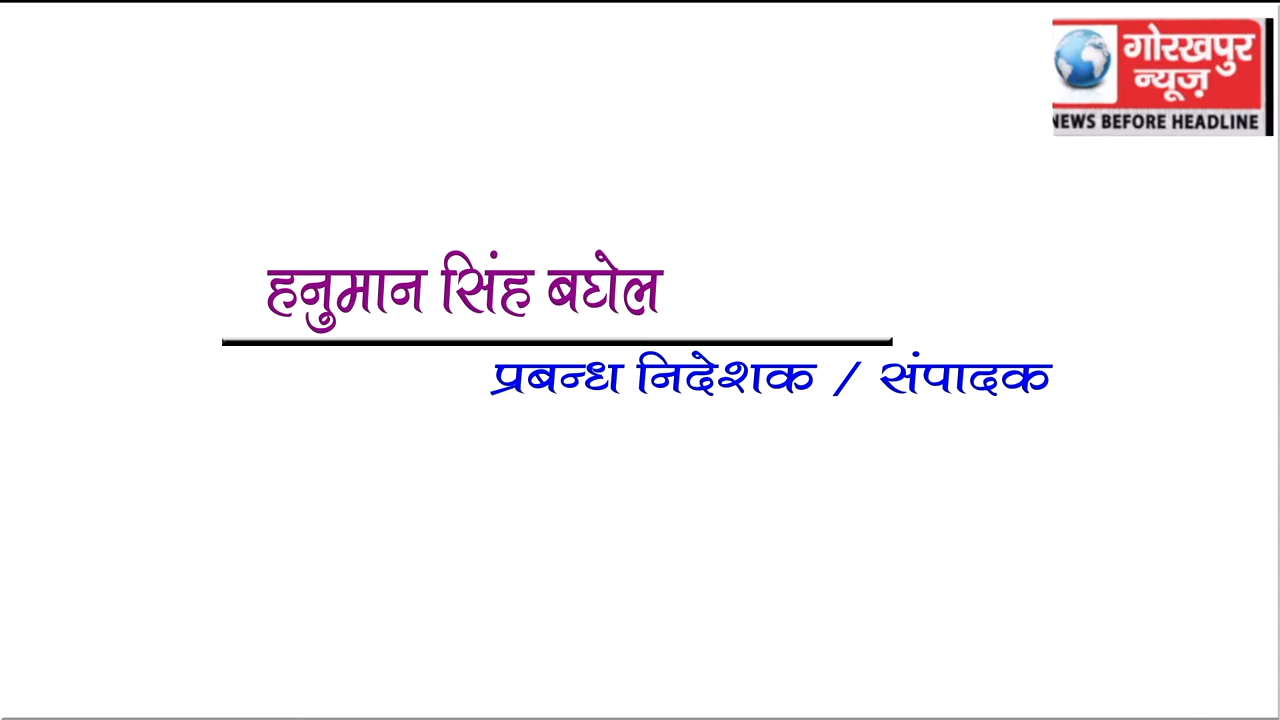 गोरखपुर
न्यूज़
NEWS BEFORE HEADLINE
हनुमान सिंह बघेल
प्रबन्ध निदेशक / संपादक